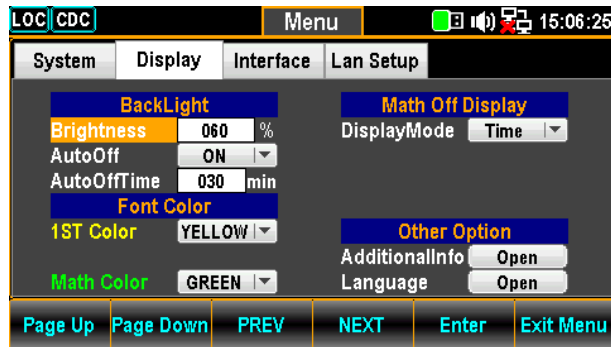 LOC CDC Menu 15:06:25
System Display Interface Lan Setup
BackLight
Brightness 060 %
AutoOff ON
AutoOffTime 030 min
Font Color
1ST Color YELLOW
Math Color GREEN
Math Off Display
DisplayMode Time
Other Option
AdditionalInfo Open
Language Open
Page Up Page Down PREV NEXT Enter Exit Menu